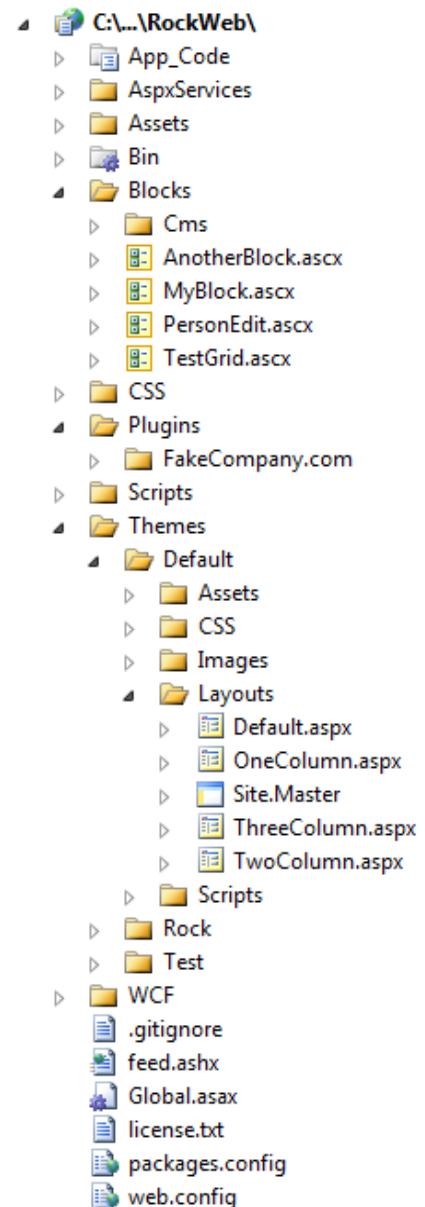 C:\...\RockWeb\
App_Code
AspxServices
Assets
Bin
Blocks
Cms
AnotherBlock.ascx
MyBlock.ascx
PersonEdit.ascx
TestGrid.ascx
CSS
Plugins
FakeCompany.com
Scripts
Themes
Default
Assets
CSS
Images
Layouts
Default.aspx
OneColumn.aspx
Site.Master
ThreeColumn.aspx
TwoColumn.aspx
Scripts
Rock
Test
WCF
.gitignore
feed.ashx
Global.asax
license.txt
packages.config
web.config